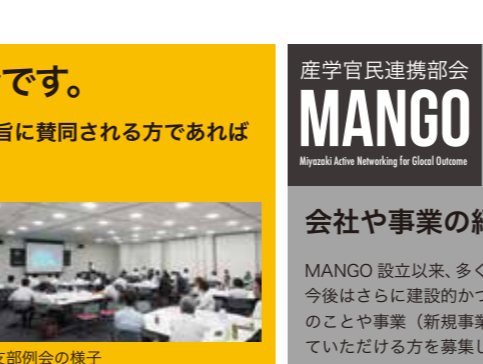 です。
旨に賛同される方であれば
部例会の様子
産学官民連携部会
MANGO
Miyazaki Active Networking for Glocal Outcome
会社や事業の
MANGO 設立以来、多く
今後はさらに建設的かつ
のことや事業（新規事業
ていただける方を募集し